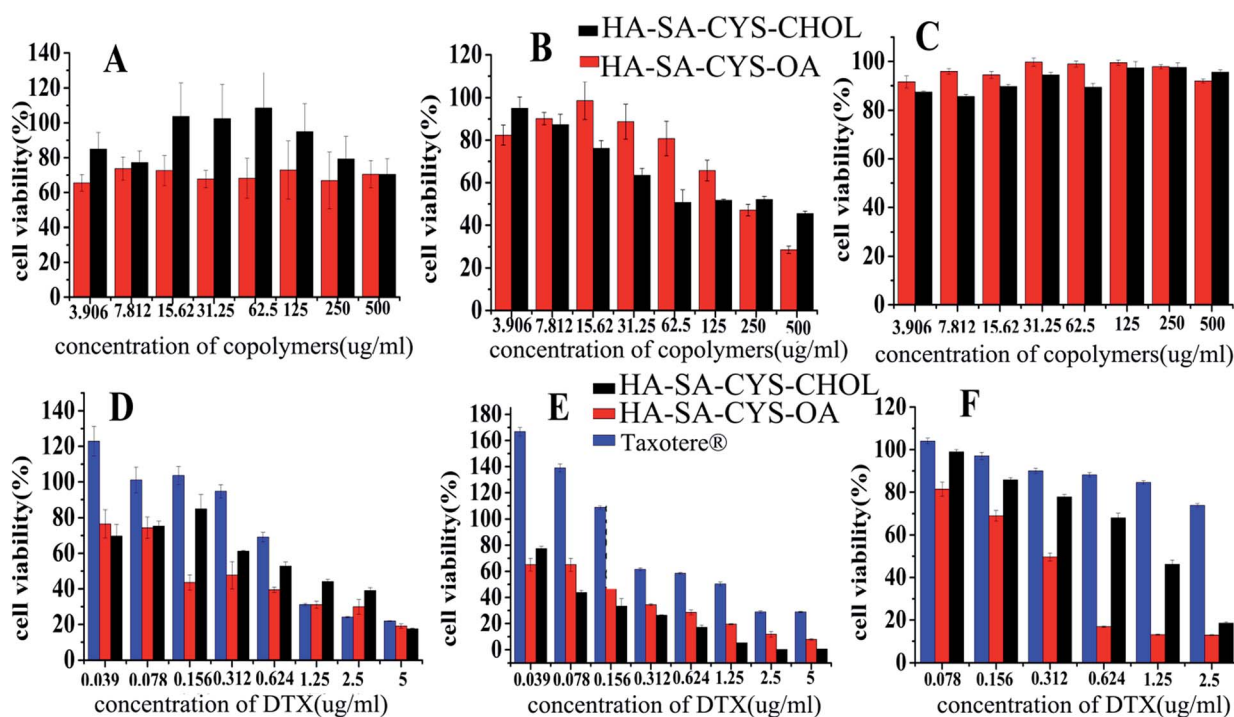 A
cell viability(%)
140
120
100
80
60
40
20
0
3.906 7.812 15.62 31.25 62.5 125 250 500
concentration of copolymers(ug/ml)
B
HA-SA-CYS-CHOL
HA-SA-CYS-OA
cell viability(%)
120
100
80
60
40
20
0
3.906 7.812 15.62 31.25 62.5 125 250 500
concentration of copolymers(ug/ml)
C
cell viability(%)
100
80
60
40
20
0
3.906 7.812 15.62 31.25 62.5 125 250 500
concentration of copolymers(ug/ml)
D
cell viability(%)
140
120
100
80
60
40
20
0
0.039 0.078 0.156 0.312 0.624 1.25 2.5 5
concentration of DTX(ug/ml)
E
HA-SA-CYS-CHOL
HA-SA-CYS-OA
Taxotere®
cell viability(%)
180
160
140
120
100
80
60
40
20
0
0.039 0.078 0.156 0.312 0.624 1.25 2.5 5
concentration of DTX(ug/ml)
F
cell viability(%)
120
100
80
60
40
20
0
0.078 0.156 0.312 0.624 1.25 2.5
concentration of DTX(ug/ml)